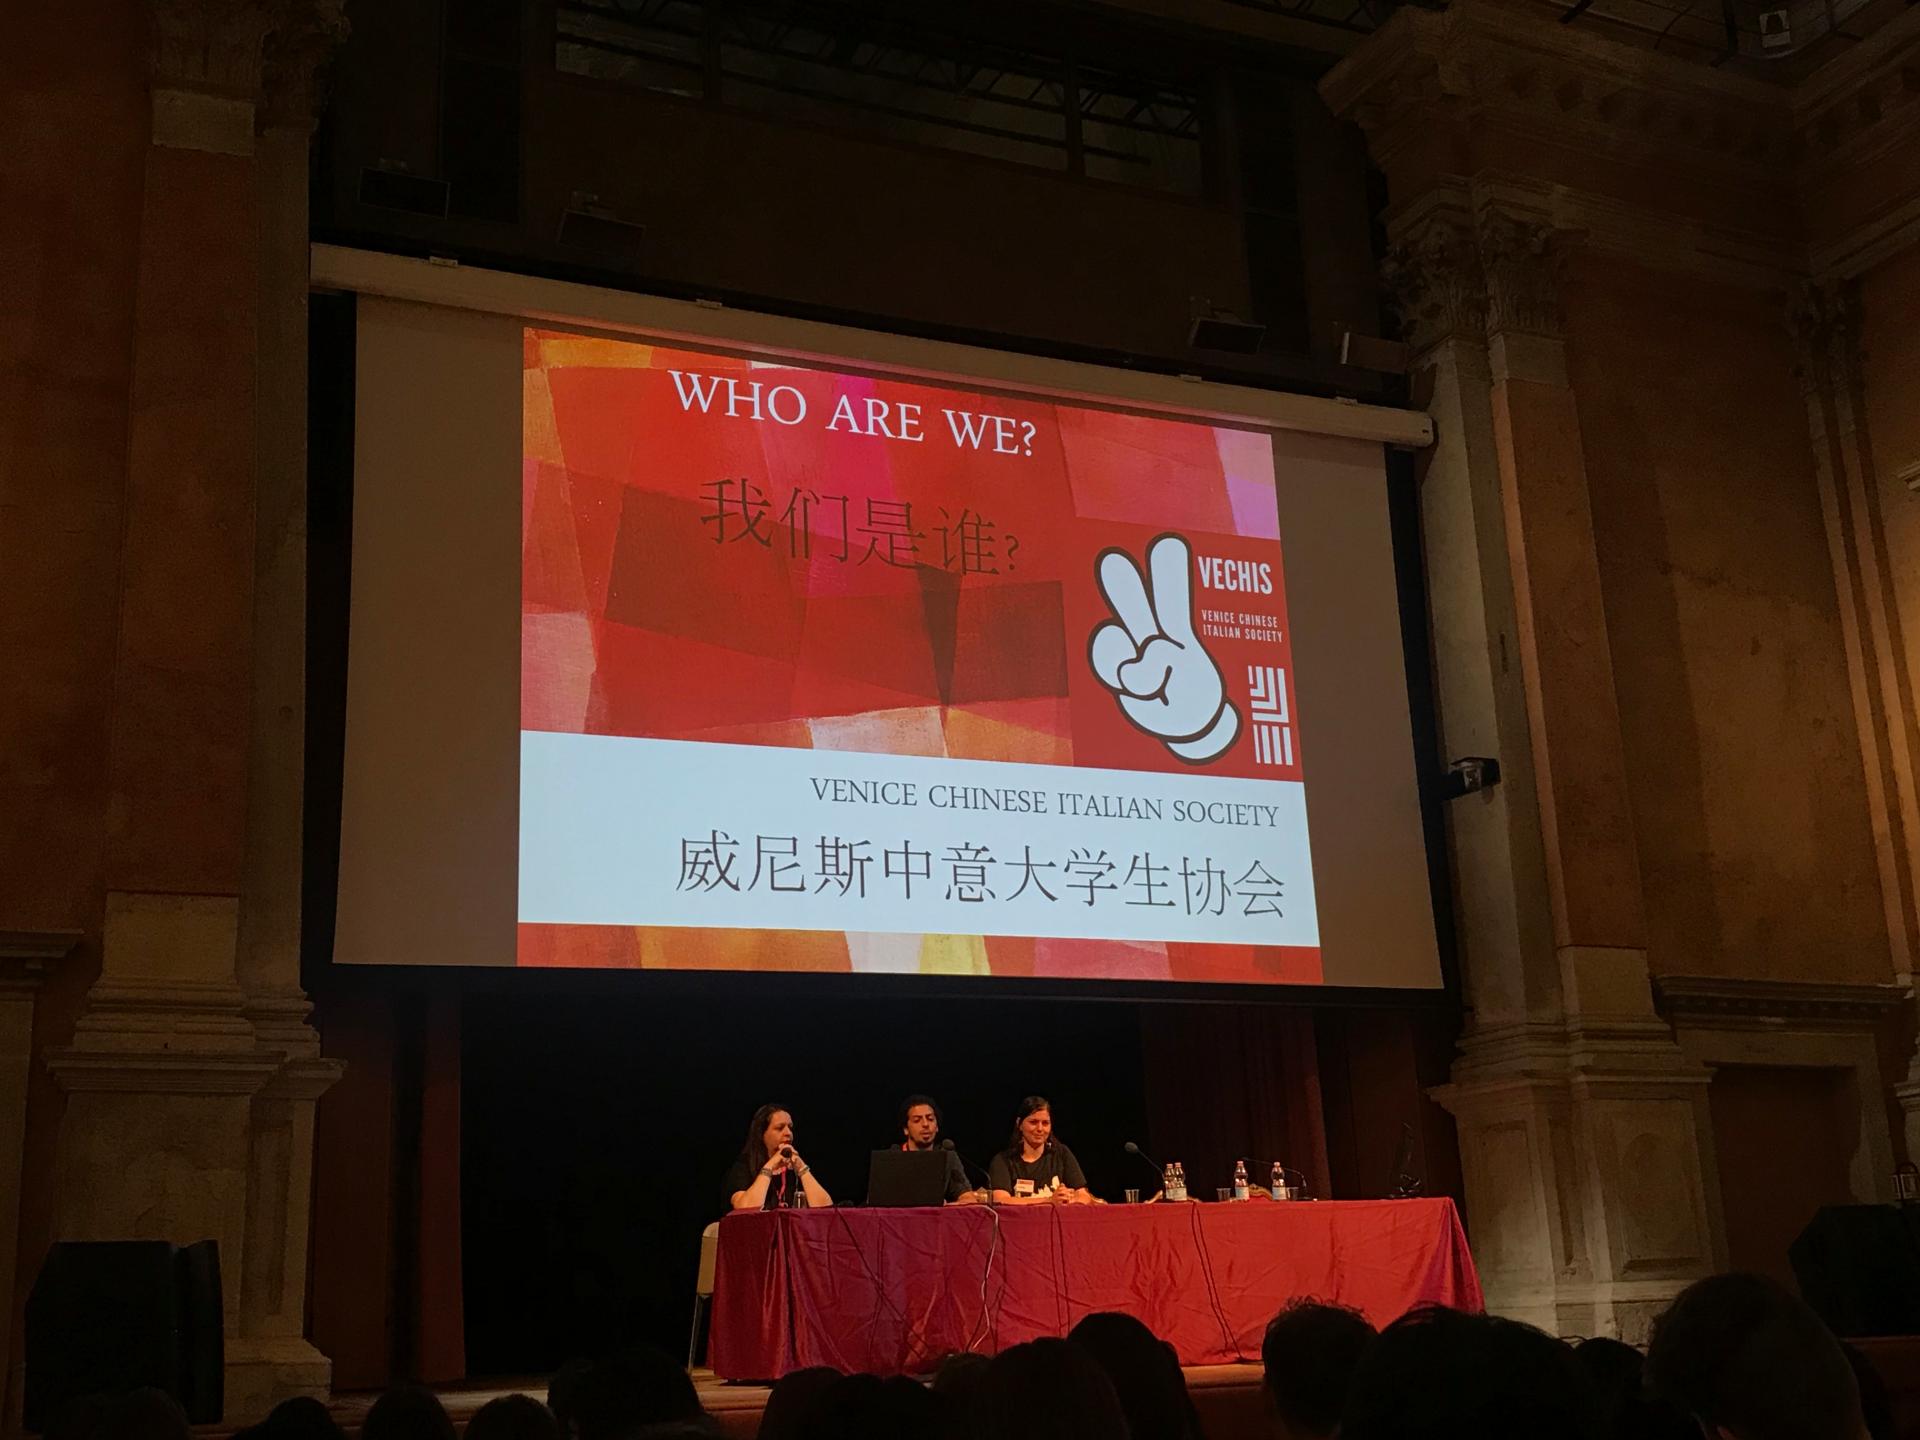 WHO ARE WE?
我们是谁?
VECHIS
VENICE CHINESE
ITALIAN SOCIETY
VENICE CHINESE ITALIAN SOCIETY
威尼斯中意大学生协会